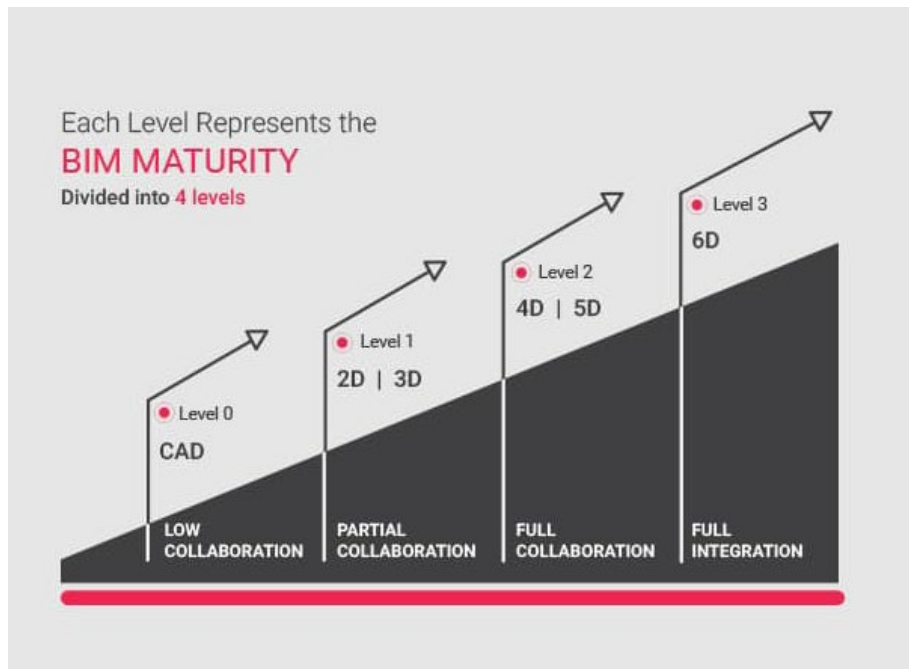 Each Level Represents the
BIM MATURITY
Divided into 4 levels
Level 0
CAD
LOW
COLLABORATION
Level 1
2D | 3D
PARTIAL
COLLABORATION
Level 2
4D | 5D
FULL
COLLABORATION
Level 3
6D
FULL
INTEGRATION